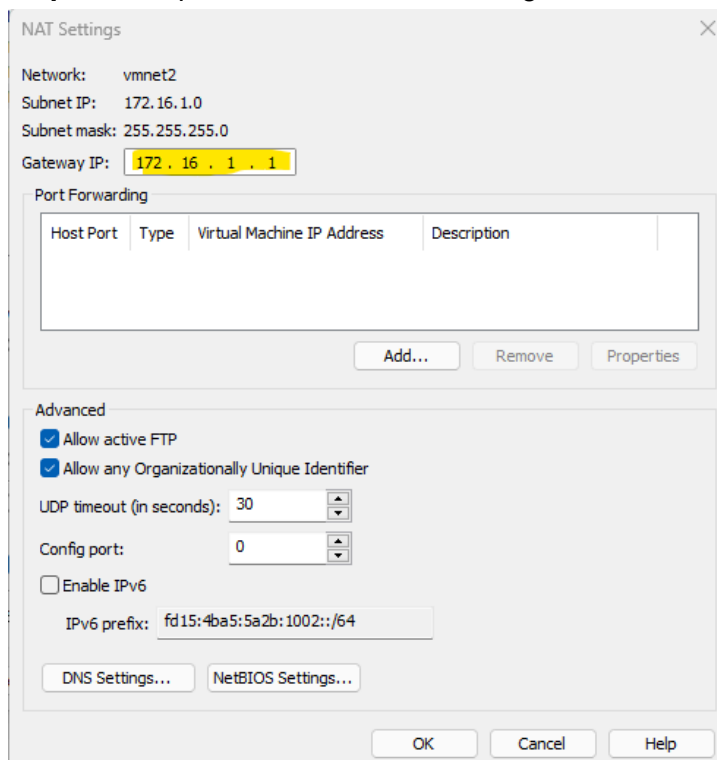 NAT Settings
Network: vmnet2
Subnet IP: 172.16.1.0
Subnet mask: 255.255.255.0
Gateway IP: 172 . 16 . 1 . 1
Port Forwarding
Host Port Type Virtual Machine IP Address Description
Add... Remove Properties
Advanced
Allow active FTP
Allow any Organizationally Unique Identifier
UDP timeout (in seconds): 30
Config port: 0
Enable IPv6
IPv6 prefix: fd15:4ba5:5a2b:1002::/64
DNS Settings... NetBIOS Settings...
OK Cancel Help